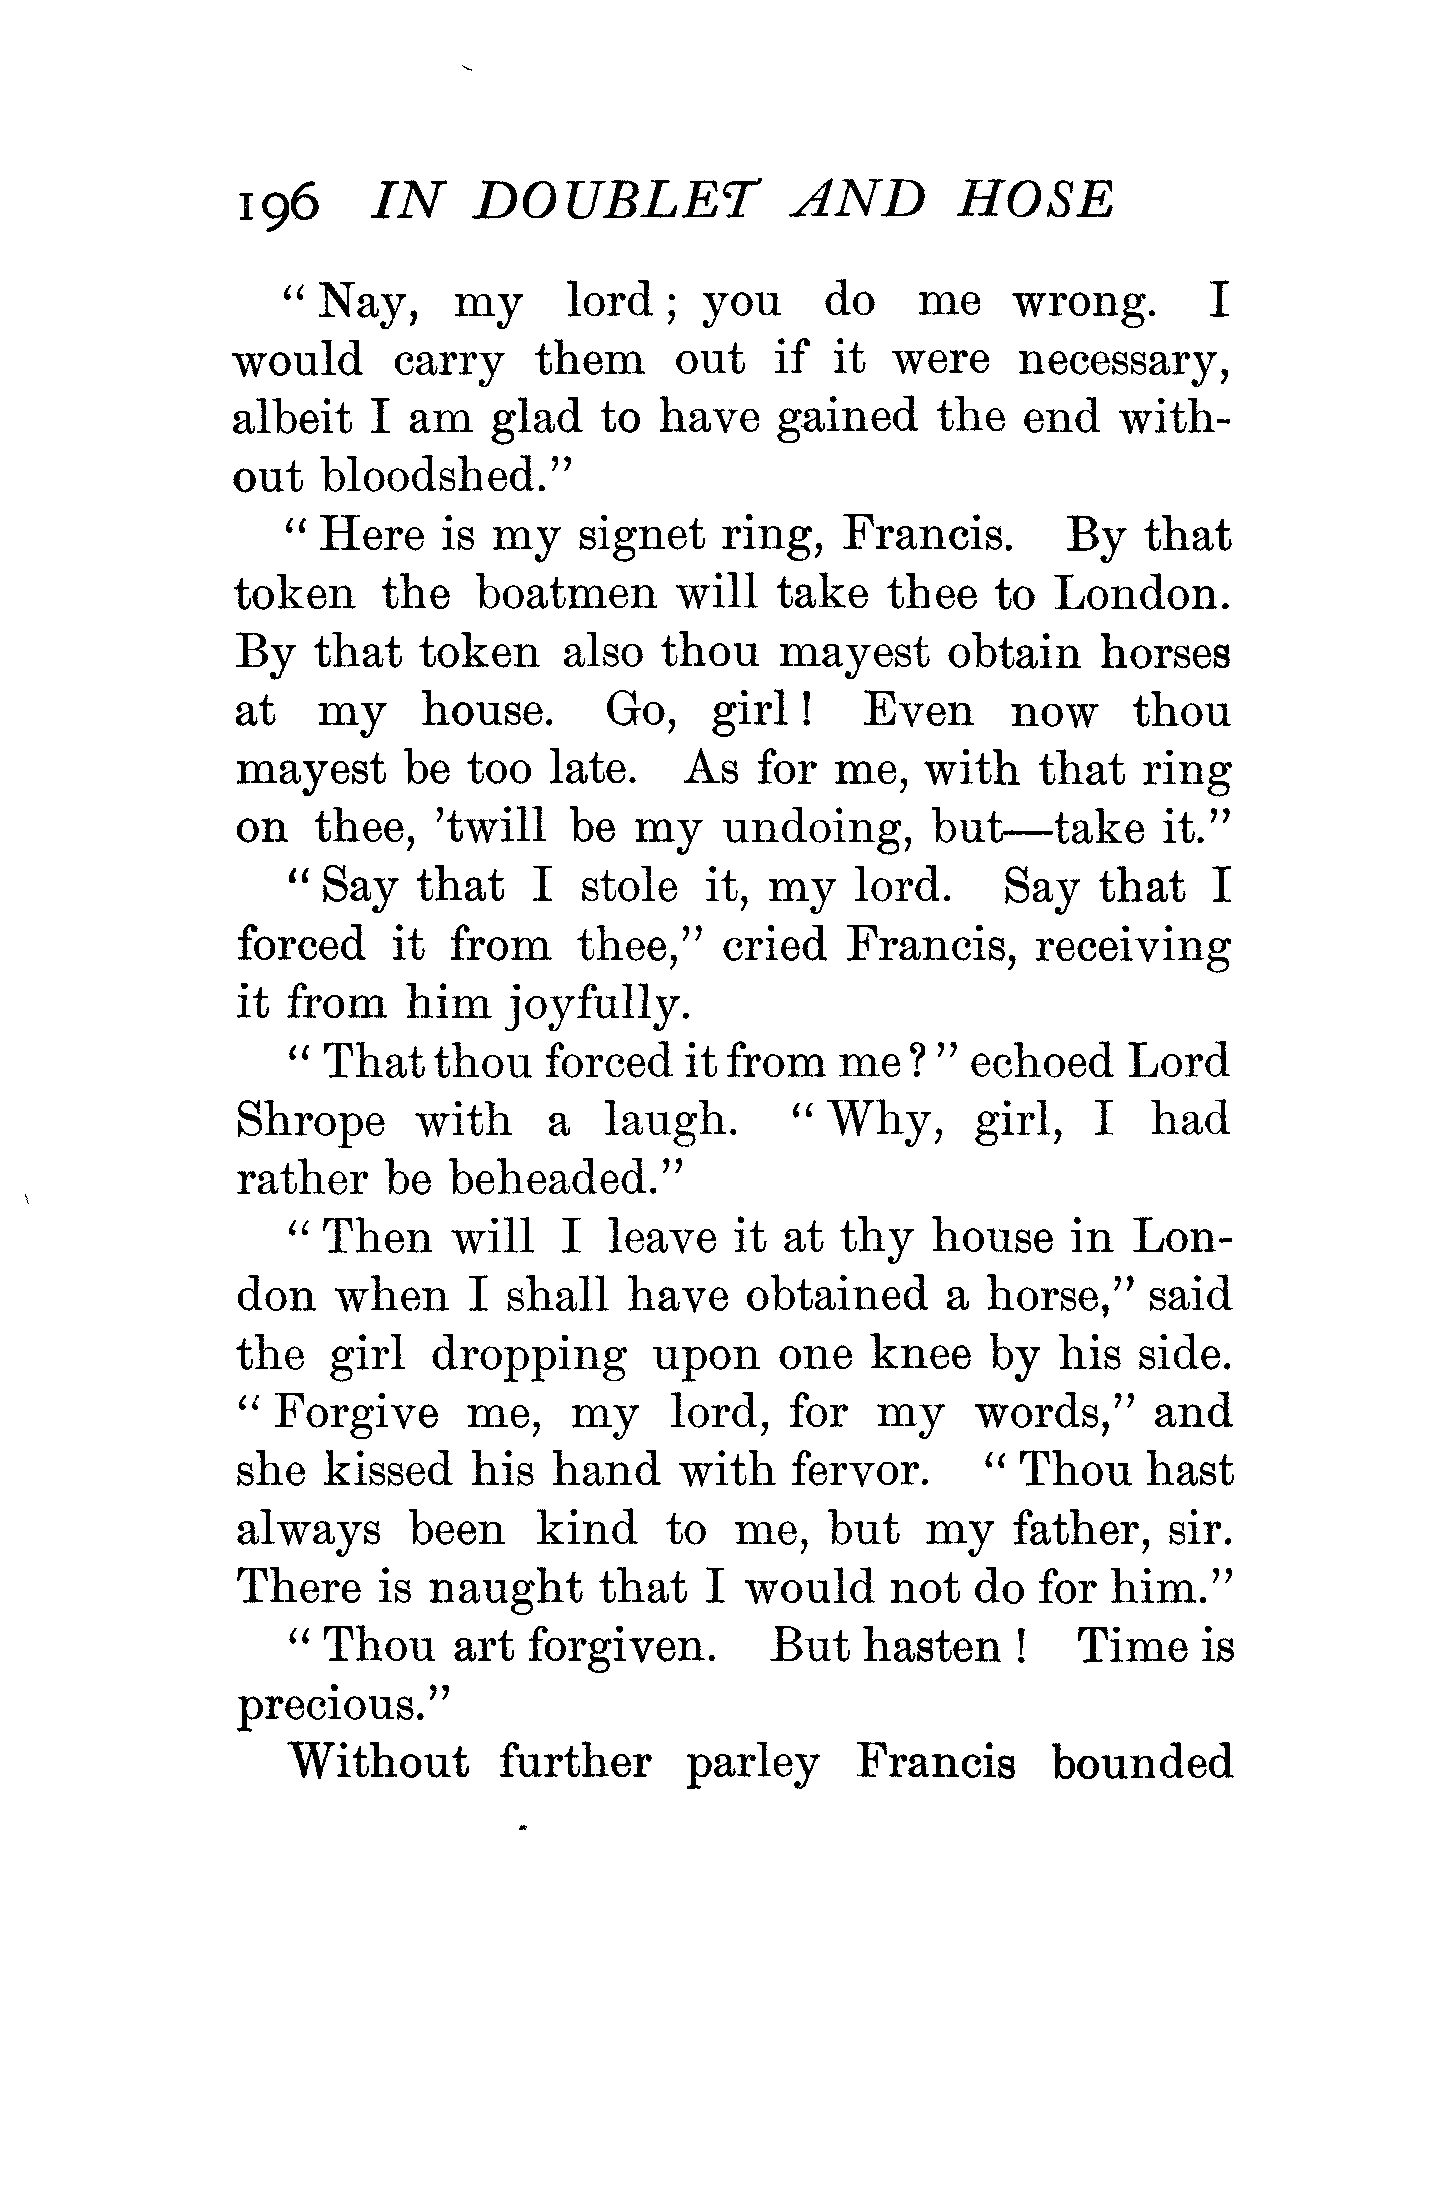 196 IN DOUBLET AND HOSE
“Nay, my lord; you do me wrong. I
would carry them out if it were necessary,
albeit I am glad to have gained the end with-
out bloodshed.”
“Here is my signet ring, Francis. By that
token the boatmen will take thee to London.
By that token also thou mayest obtain horses
at my house. Go, girl! Even now thou
mayest be too late. As for me, with that ring
on thee, ’twill be my undoing, but—take it.”
“Say that I stole it, my lord. Say that I
forced it from thee,” cried Francis, receiving
it from him joyfully.
“That thou forced it from me?” echoed Lord
Shrope with a laugh. “Why, girl, I had
rather be beheaded.”
“Then will I leave it at thy house in Lon-
don when I shall have obtained a horse,” said
the girl dropping upon one knee by his side.
“Forgive me, my lord, for my words,” and
she kissed his hand with fervor. “Thou hast
always been kind to me, but my father, sir.
There is naught that I would not do for him.”
“Thou art forgiven. But hasten! Time is
precious.”
Without further parley Francis bounded